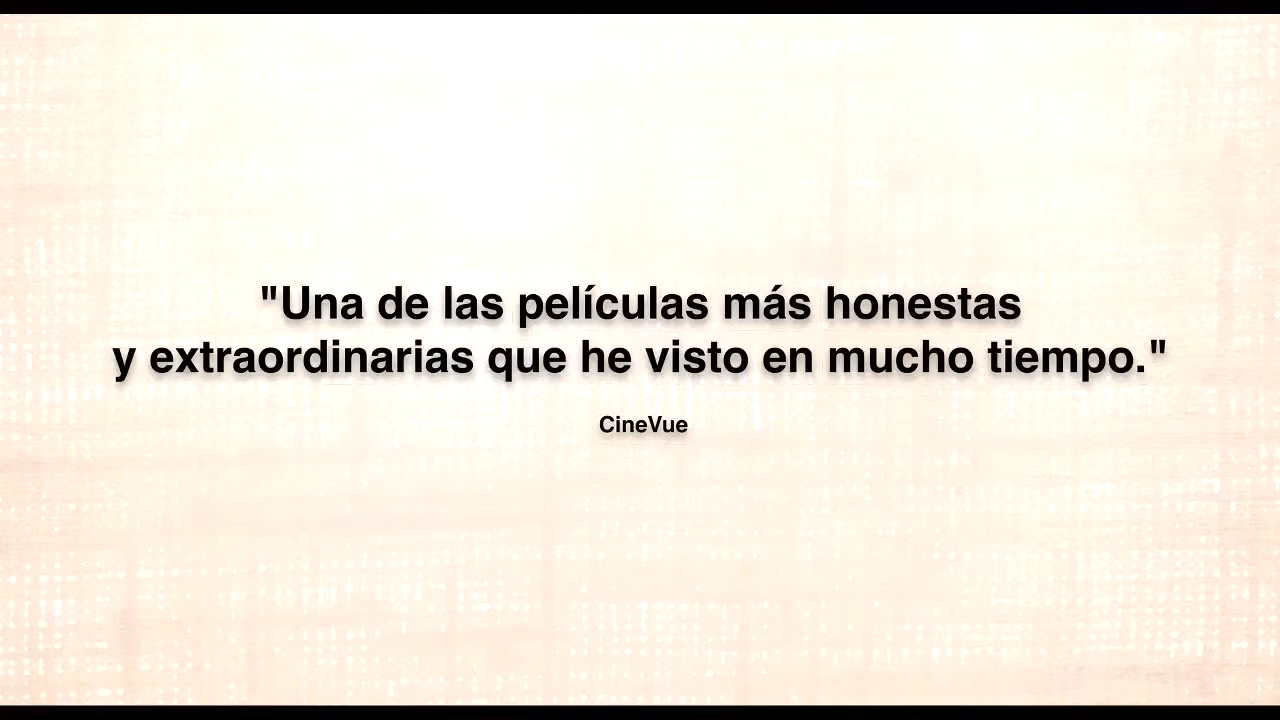 "Una de las películas más honestas
y extraordinarias que he visto en mucho tiempo."
CineVue